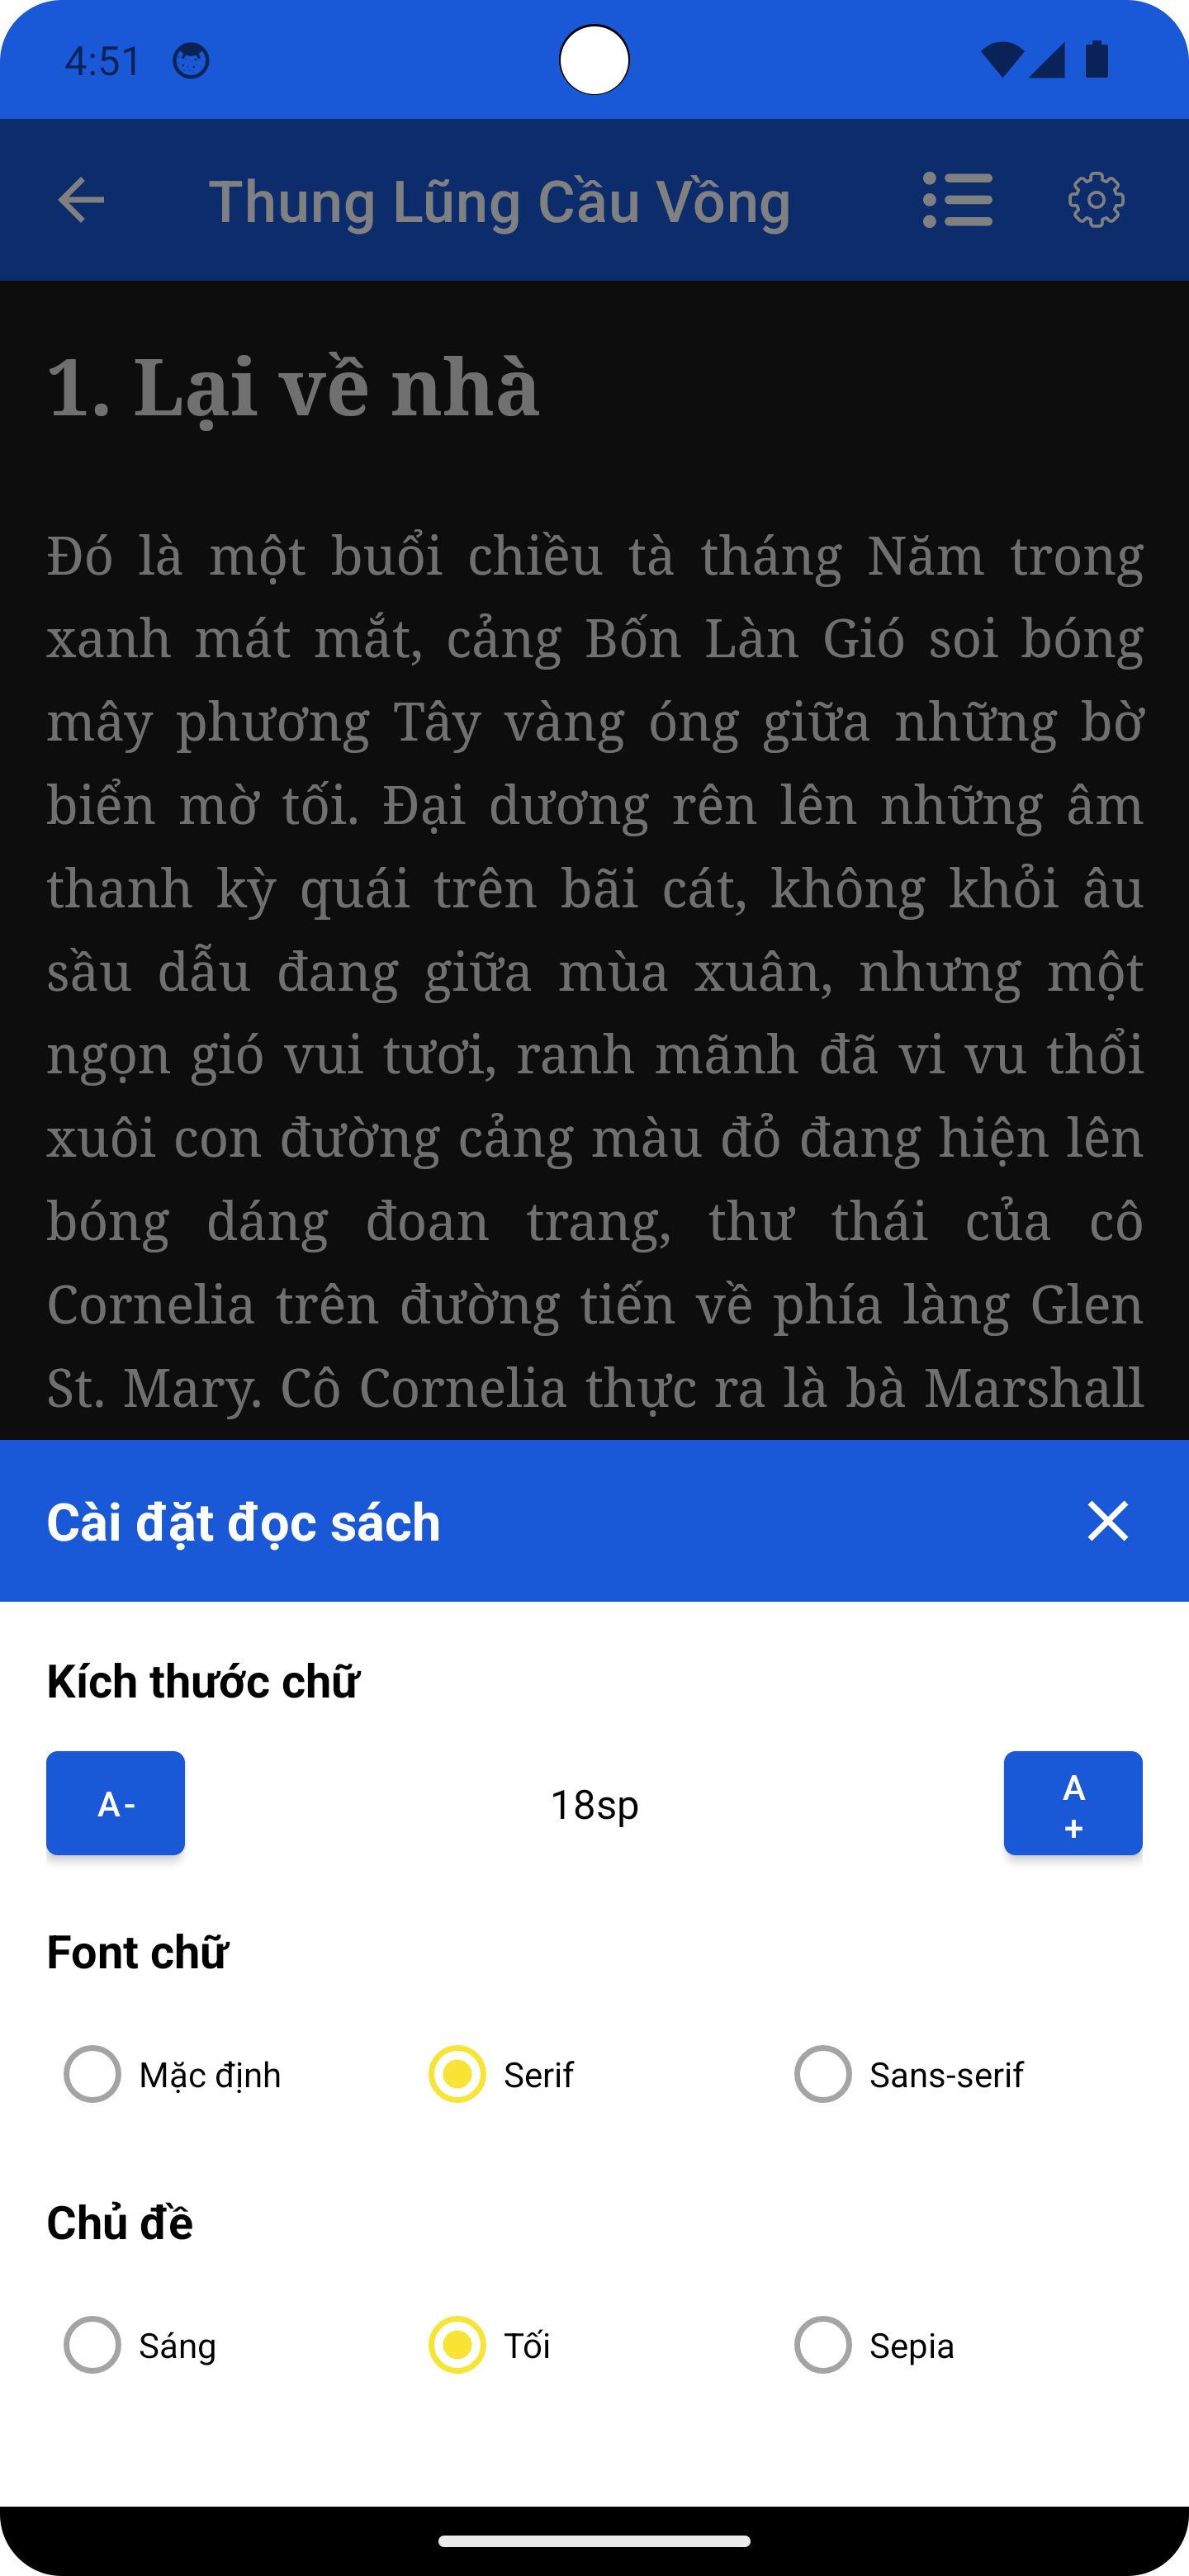 4:51
Thung Lũng Cầu Vồng
1. Lại về nhà
Đó là một buổi chiều tà tháng Năm trong
xanh mát mắt, cảng Bốn Làn Gió soi bóng
mây phương Tây vàng óng giữa những bờ
biển mờ tối. Đại dương rên lên những âm
thanh kỳ quái trên bãi cát, không khỏi âu
sầu dẫu đang giữa mùa xuân, nhưng một
ngọn gió vui tươi, ranh mãnh đã vi vu thổi
xuôi con đường cảng màu đỏ đang hiện lên
bóng dáng đoan trang, thư thái của cô
Cornelia trên đường tiến về phía làng Glen
St. Mary. Cô Cornelia thực ra là bà Marshall
Cài đặt đọc sách
Kích thước chữ
A-
18sp
A
+
Font chữ
Mặc định
Serif
Sans-serif
Chủ đề
Sáng
Tối
Sepia